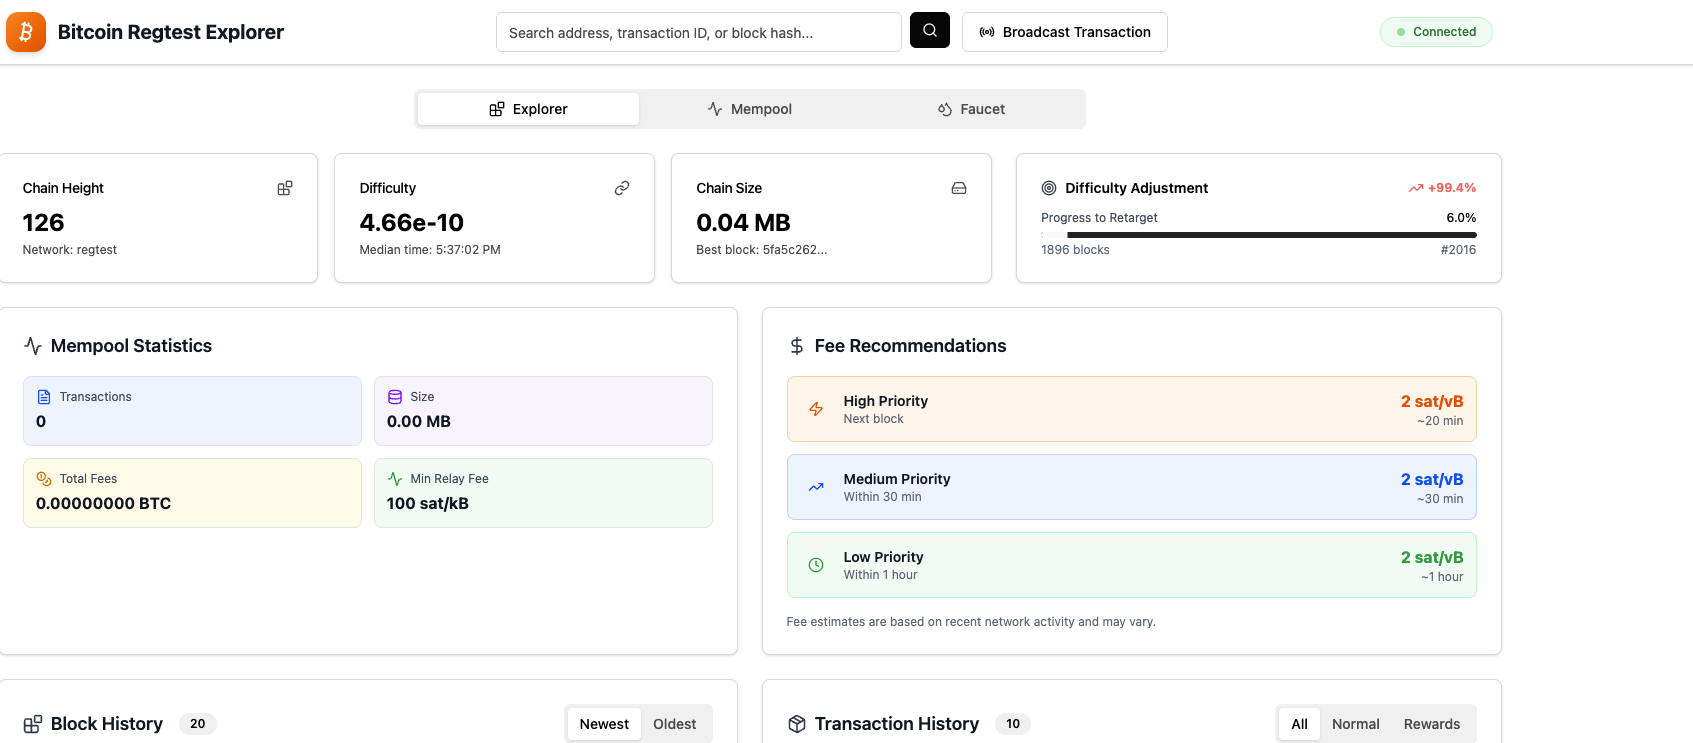 Bitcoin Regtest Explorer
Search address, transaction ID, or block hash...
Broadcast Transaction
Connected
Explorer
Mempool
Faucet
Chain Height
126
Network: regtest
Difficulty
4.66e-10
Median time: 5:37:02 PM
Chain Size
0.04 MB
Best block: 5fa5c262...
Difficulty Adjustment
+99.4%
Progress to Retarget
6.0%
1896 blocks
#2016
Mempool Statistics
Transactions
0
Size
0.00 MB
Total Fees
0.00000000 BTC
Min Relay Fee
100 sat/kB
Fee Recommendations
High Priority
2 sat/vB
Next block
~20 min
Medium Priority
2 sat/vB
Within 30 min
~30 min
Low Priority
2 sat/vB
Within 1 hour
~1 hour
Fee estimates are based on recent network activity and may vary.
Block History
20
Newest
Oldest
Transaction History
10
All
Normal
Rewards